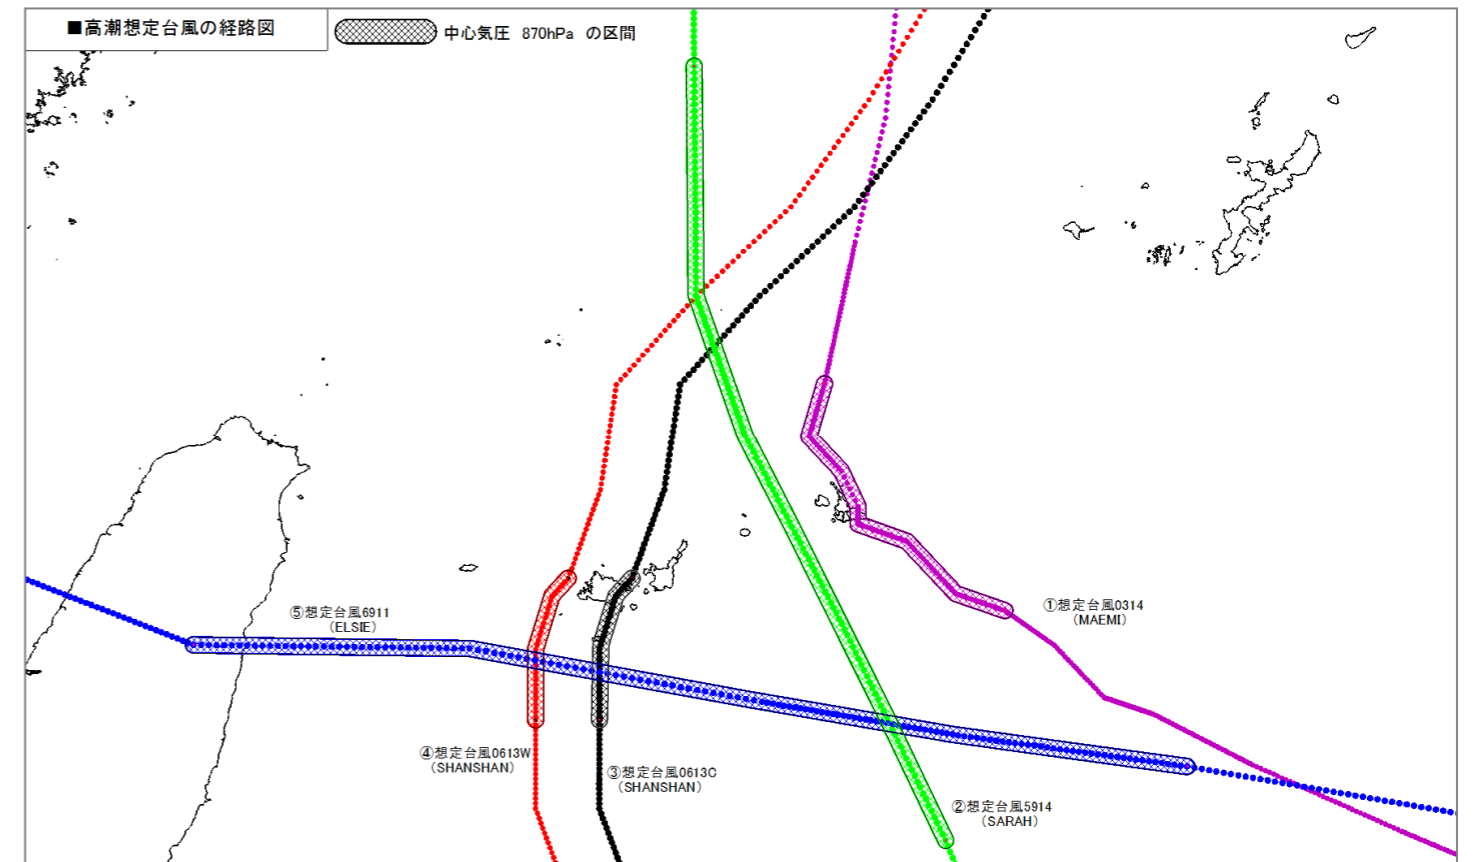 ■高潮想定台風の経路図
中心気圧 870hPa の区間
⑤想定台風6911
（ELSIE）
①想定台風0314
（MAEMI）
④想定台風0613W
（SHANSHAN）
③想定台風0613C
（SHANSHAN）
②想定台風5914
（SARAH）